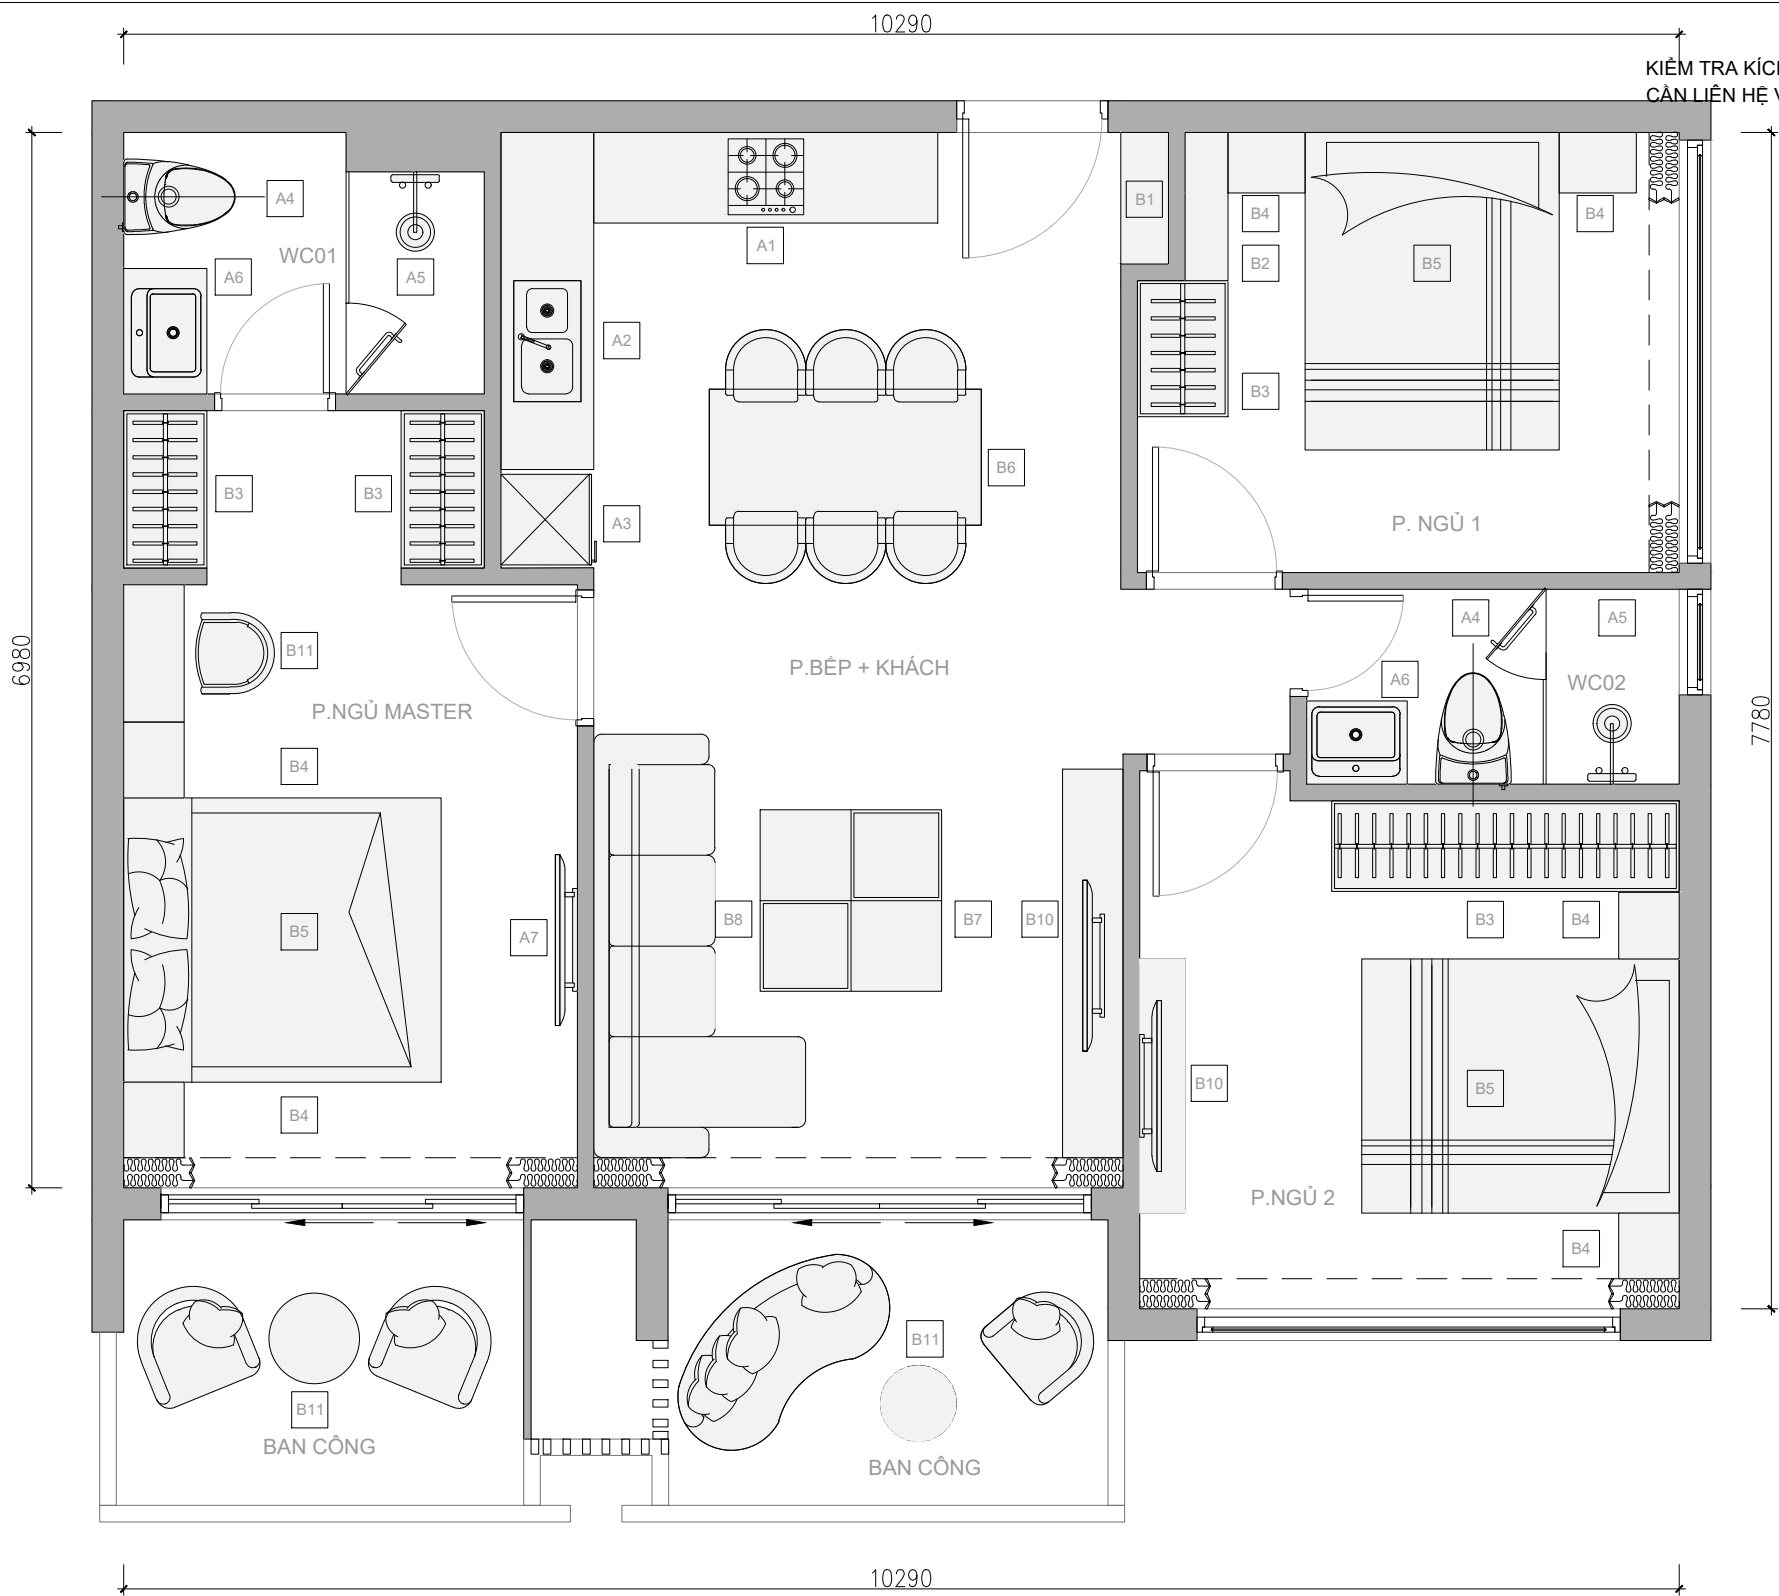 10290
KIỂM TRA KÍC
CẦN LIÊN HỆ
A4
WC01
A6
A5
A1
B1
B4
B4
B2
B5
A2
B3
B3
B3
B6
A3
P. NGỦ 1
6980
B11
P.BẾP + KHÁCH
A4
A5
A6
WC02
P.NGỦ MASTER
7780
B4
B5
A7
B8
B7
B10
B3
B4
B10
B5
B4
P.NGỦ 2
B4
B11
B11
BAN CÔNG
BAN CÔNG
10290